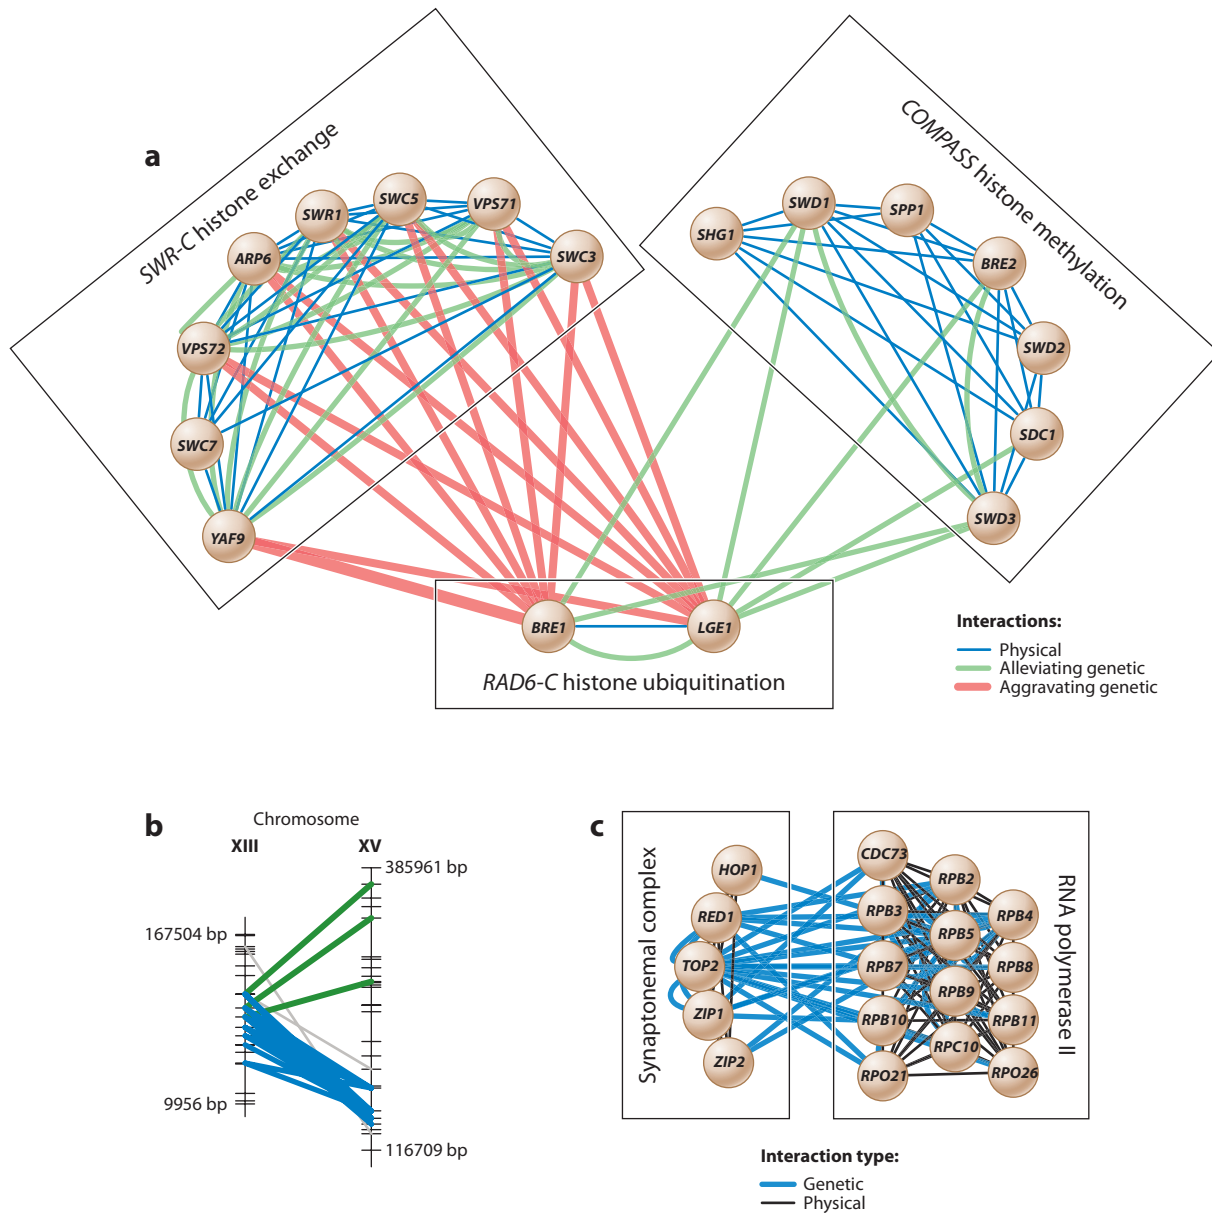 a
SWR-C histone exchange
COMPASS histone methylation
SWR1
SWC5
VPS71
SWC3
ARP6
VPS72
SWC7
YAF9
SHG1
SWD1
SPP1
BRE2
SWD2
SDC1
SWD3
BRE1
LGE1
RAD6-C histone ubiquitination
Interactions:
Physical
Alleviating genetic
Aggravating genetic
b
Chromosome
XIII
XV
385961 bp
167504 bp
9956 bp
116709 bp
c
Synaptonemal complex
HOP1
RED1
TOP2
ZIP1
ZIP2
CDC73
RPB2
RPB3
RPB4
RPB5
RPB7
RPB8
RPB9
RPB10
RPB11
RPC10
RPO21
RPO26
RNA polymerase II
Interaction type:
Genetic
Physical